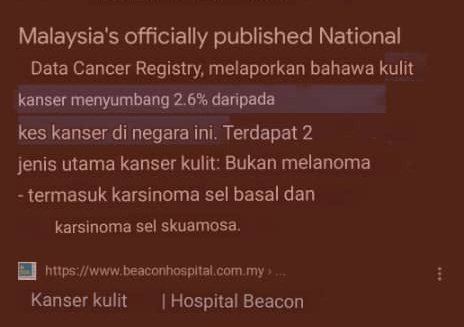 Malaysia's officially published National
Data Cancer Registry, melaporkan bahawa kulit
kanser menyumbang 2.6% daripada
kes kanser di negara ini. Terdapat 2
jenis utama kanser kulit: Bukan melanoma
- termasuk karsinoma sel basal dan
karsinoma sel skuamosa.
https://www.beaconhospital.com.my › ...
Kanser kulit | Hospital Beacon